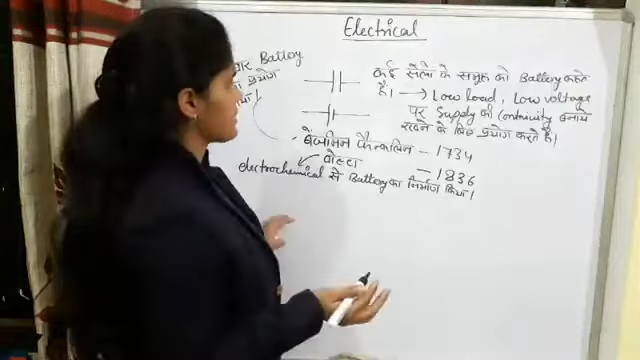 Electrical
Battery
प्रयोग
कई सेलो के समूह को Battery कहते
है। → Low load, Low voltage
पर Supply की Continuity बनाये
रखने के लिए प्रयोग करते है।
बेंजामिन फ्रैन्कलिन – 1734
वोल्टा – 1836
electrochemical से Battery का निर्माण किया।